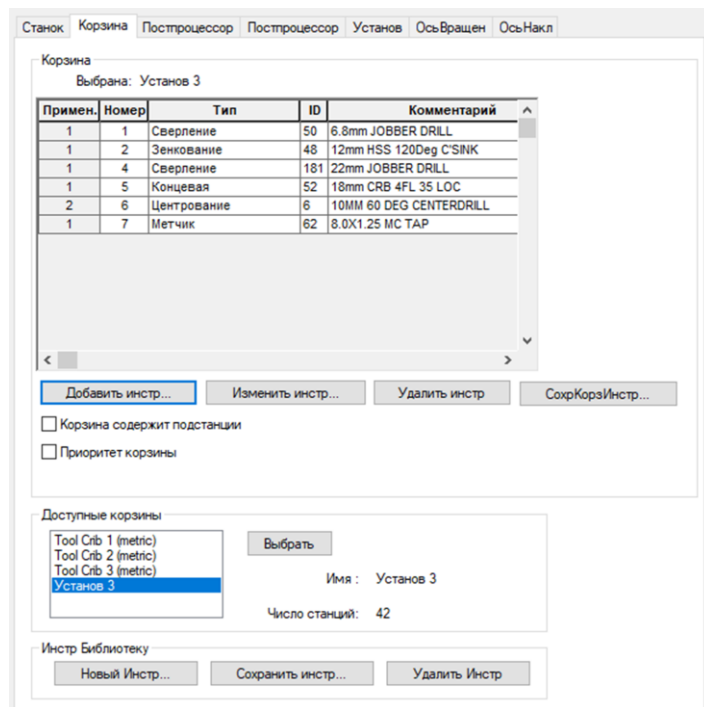 Станок Корзина Постпроцессор Постпроцессор Установ ОсьВращен ОсьНакл
Корзина
Выбрана: Установ 3
Примен. Номер Тип ID Комментарий
1 1 Сверление 50 6.8mm JOBBER DRILL
1 2 Зенкование 48 12mm HSS 120Deg C'SINK
1 4 Сверление 181 22mm JOBBER DRILL
1 5 Концевая 52 18mm CRB 4FL 35 LOC
2 6 Центрование 6 10MM 60 DEG CENTERDRILL
1 7 Метчик 62 8.0X1.25 MC TAP
Добавить инстр... Изменить инстр... Удалить инстр СохрКорзИнстр...
Корзина содержит подстанции
Приоритет корзины
Доступные корзины
Tool Crib 1 (metric)
Tool Crib 2 (metric)
Tool Crib 3 (metric)
Установ 3
Выбрать
Имя : Установ 3
Число станций: 42
Инстр Библиотеку
Новый Инстр... Сохранить инстр... Удалить Инстр